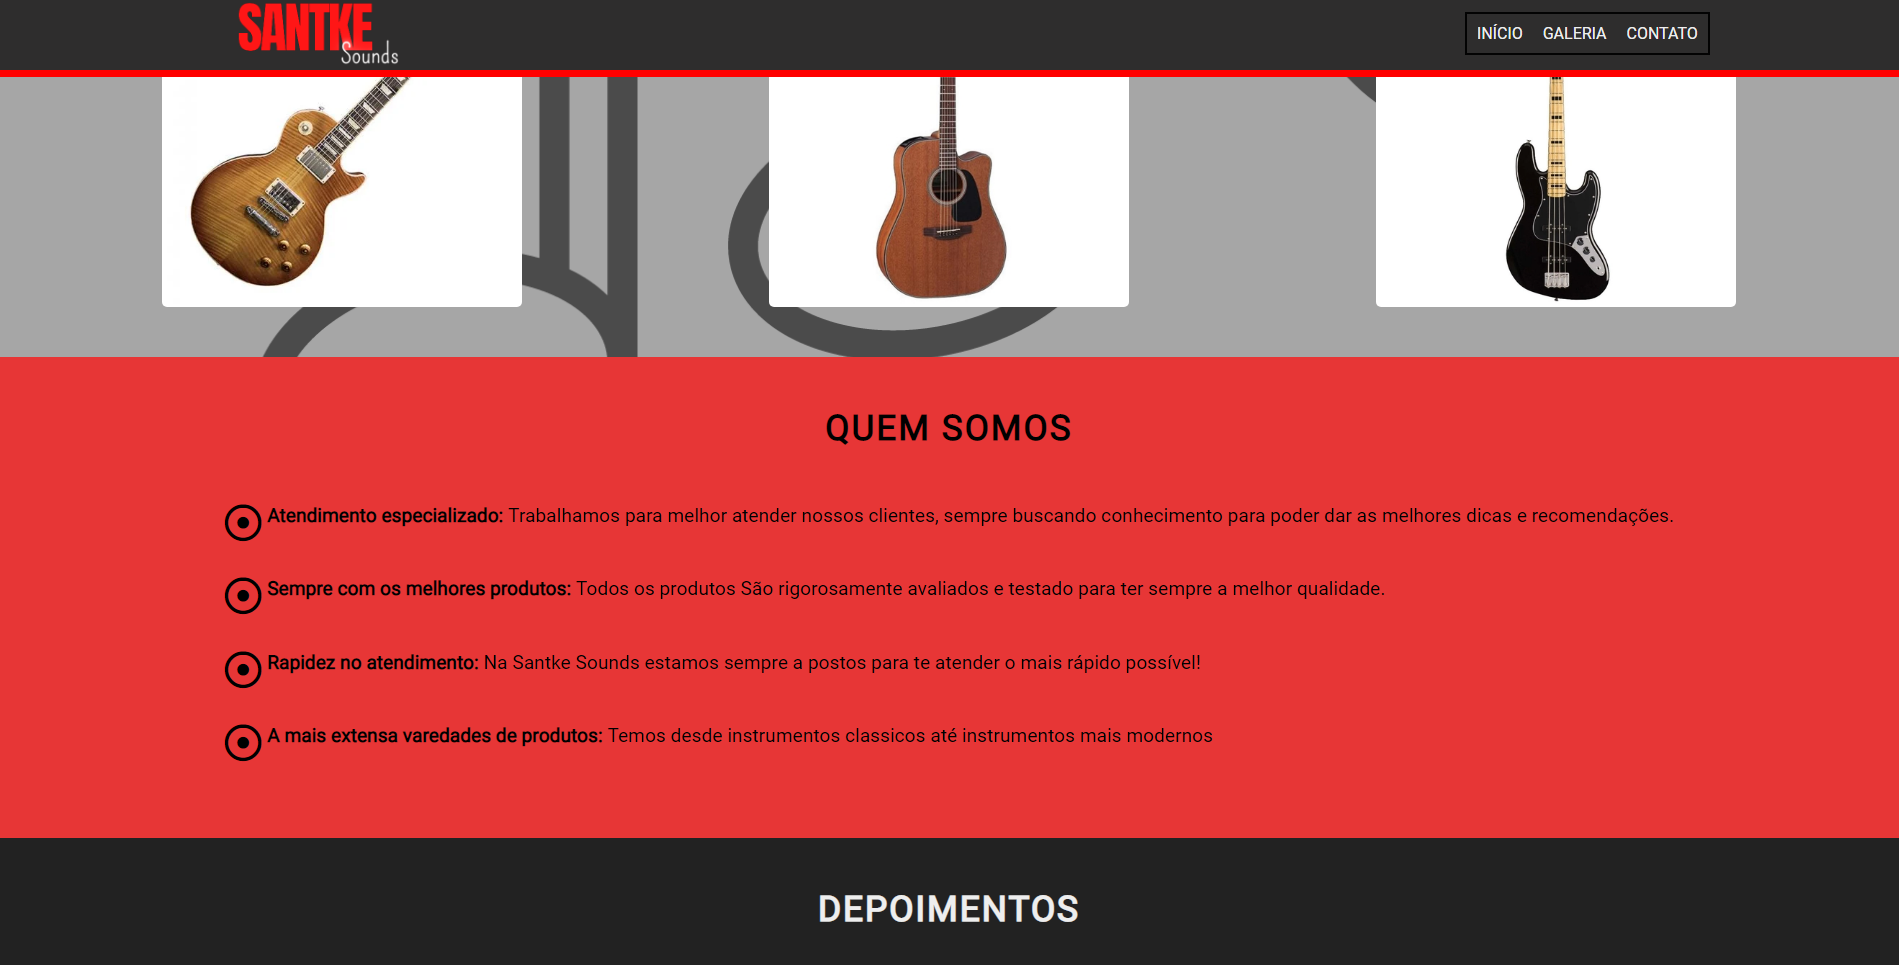 SANTKE
Sounds
INÍCIO GALERIA CONTATO
QUEM SOMOS
Atendimento especializado: Trabalhamos para melhor atender nossos clientes, sempre buscando conhecimento para poder dar as melhores dicas e recomendações.
Sempre com os melhores produtos: Todos os produtos São rigorosamente avaliados e testado para ter sempre a melhor qualidade.
Rapidez no atendimento: Na Santke Sounds estamos sempre a postos para te atender o mais rápido possível!
A mais extensa varedades de produtos: Temos desde instrumentos classicos até instrumentos mais modernos
DEPOIMENTOS